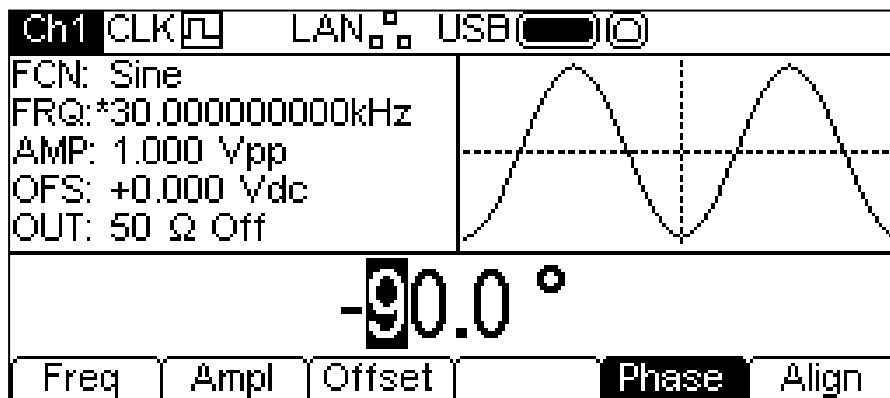 Ch1 CLK LAN USB
FCN: Sine
FRQ:*30.000000000kHz
AMP: 1.000 Vpp
OFS: +0.000 Vdc
OUT: 50 Ω Off
-90.0 °
Freq Ampl Offset Phase Align